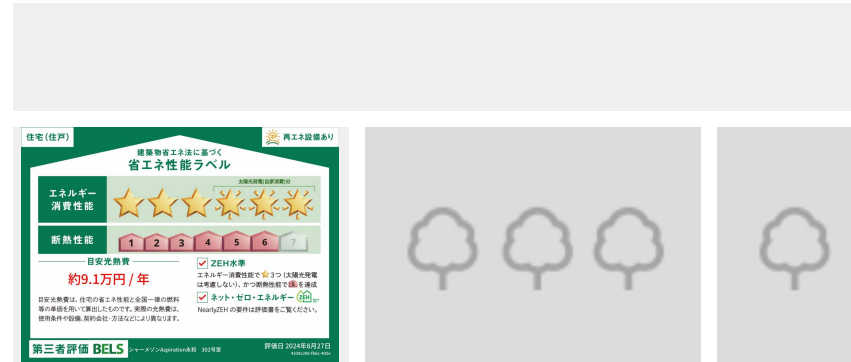 住宅(住戸)
再エネ設備あり
建築物省エネ法に基づく
省エネ性能ラベル
太陽光発電(自家消費)分
エネルギー
消費性能
断熱性能
1 2 3 4 5 6 7
目安光熱費
約9.1万円 / 年
目安光熱費は、住宅の省エネ性能と全国一律の燃料
等の単価を用いて算出したものです。実際の光熱費は、
使用条件や設備、契約会社・方法などにより異なります。
ZEH水準
エネルギー消費性能で 3つ (太陽光発電
は考慮しない)、かつ断熱性能で 5 を達成
ネット・ゼロ・エネルギー ZEH
NearlyZEH の要件は評価書をご覧ください。
第三者評価 BELS
シャーメゾンAspiration永和 302号室
評価日 2024年8月27日